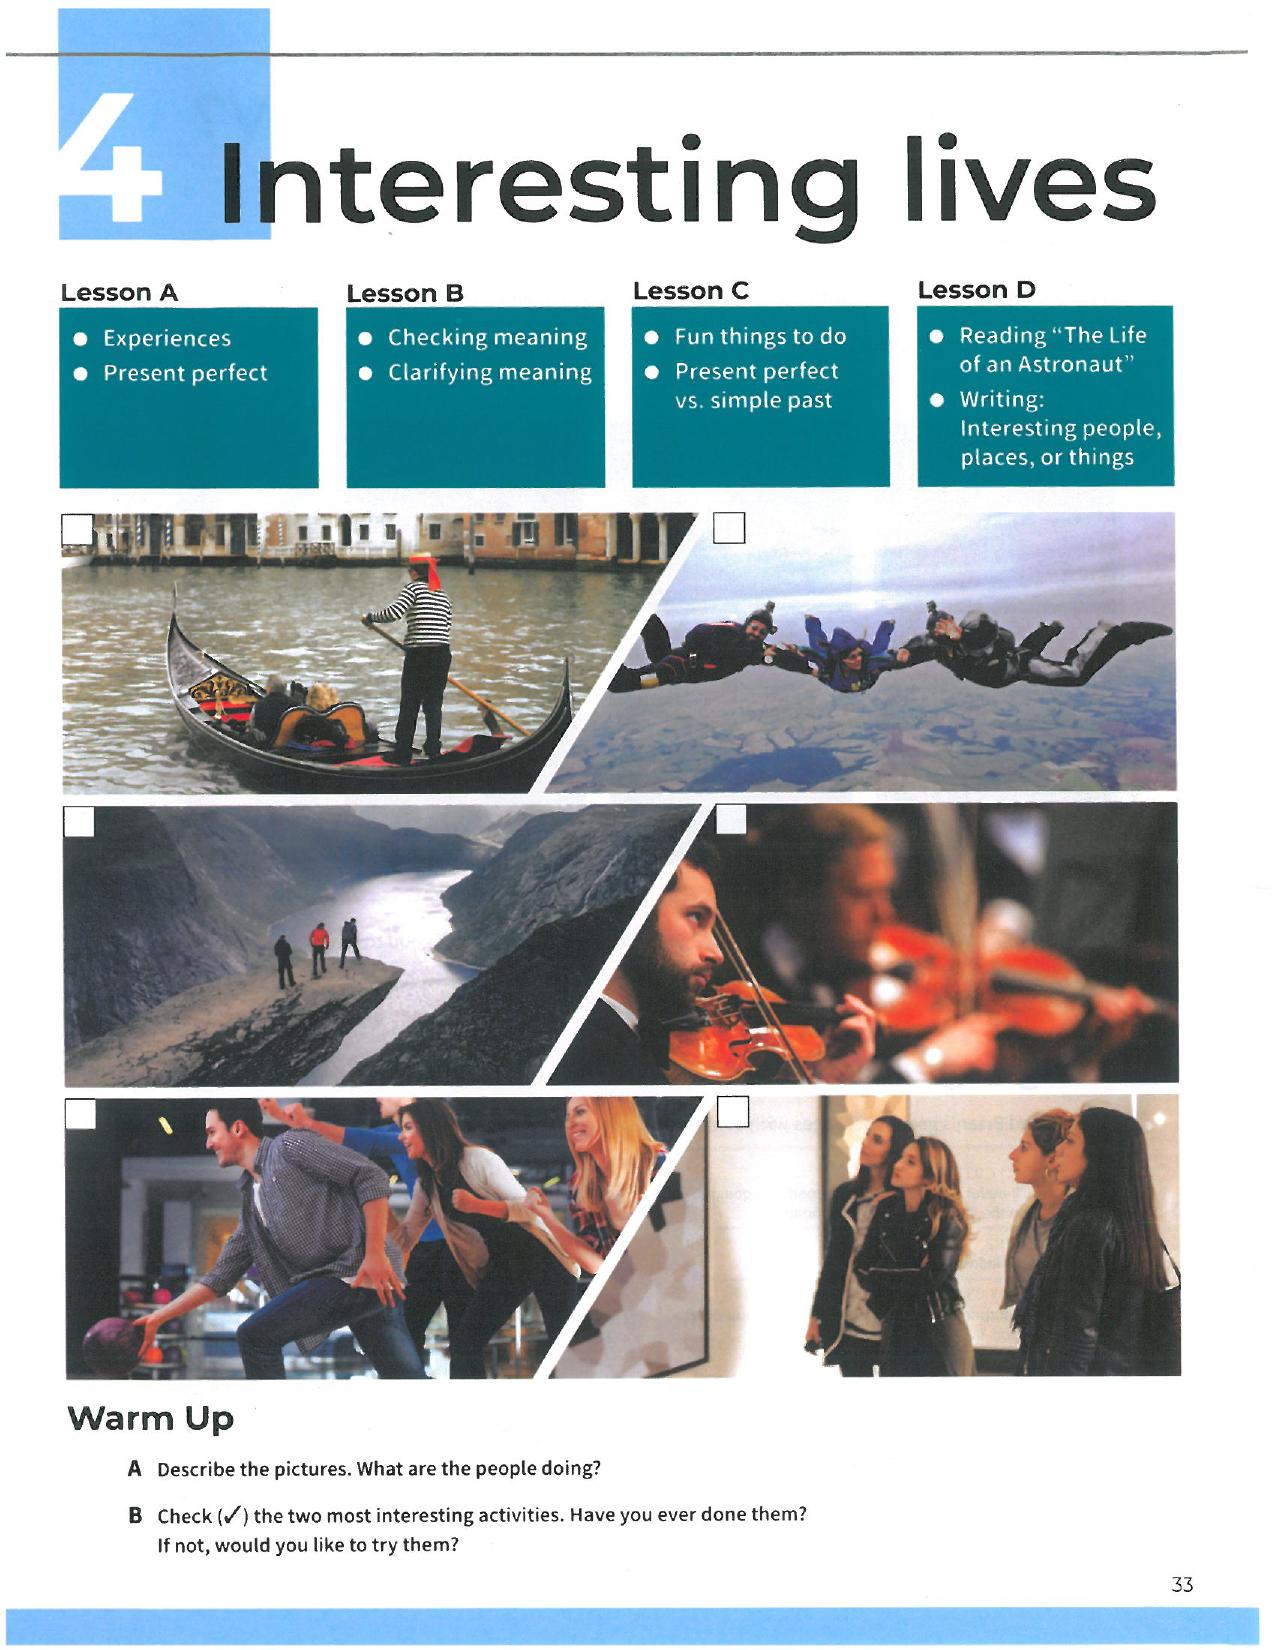 4 Interesting lives
Lesson A
● Experiences
● Present perfect
Lesson B
● Checking meaning
● Clarifying meaning
Lesson C
● Fun things to do
● Present perfect
vs. simple past
Lesson D
● Reading “The Life
of an Astronaut”
● Writing:
Interesting people,
places, or things
Warm Up
A Describe the pictures. What are the people doing?
B Check (✓) the two most interesting activities. Have you ever done them?
If not, would you like to try them?
33